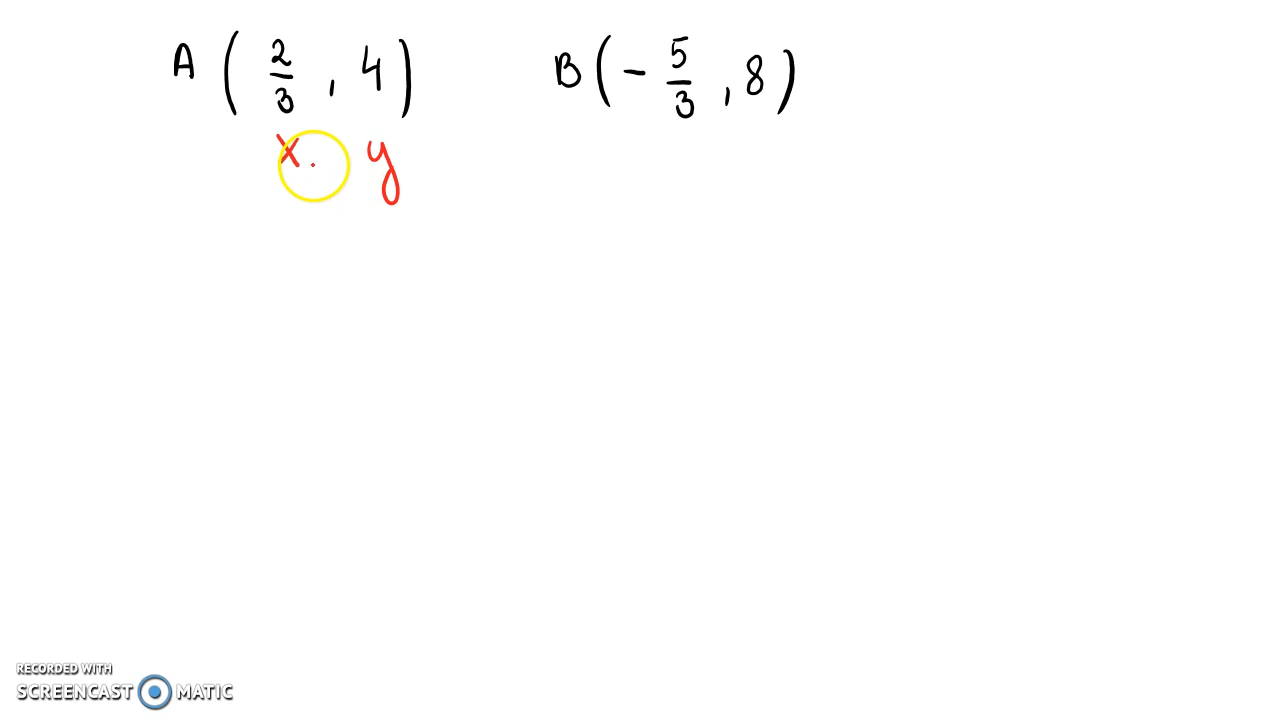 A ( 2/3 , 4 ) B ( - 5/3 , 8 )
x y
RECORDED WITH
SCREENCAST MATIC